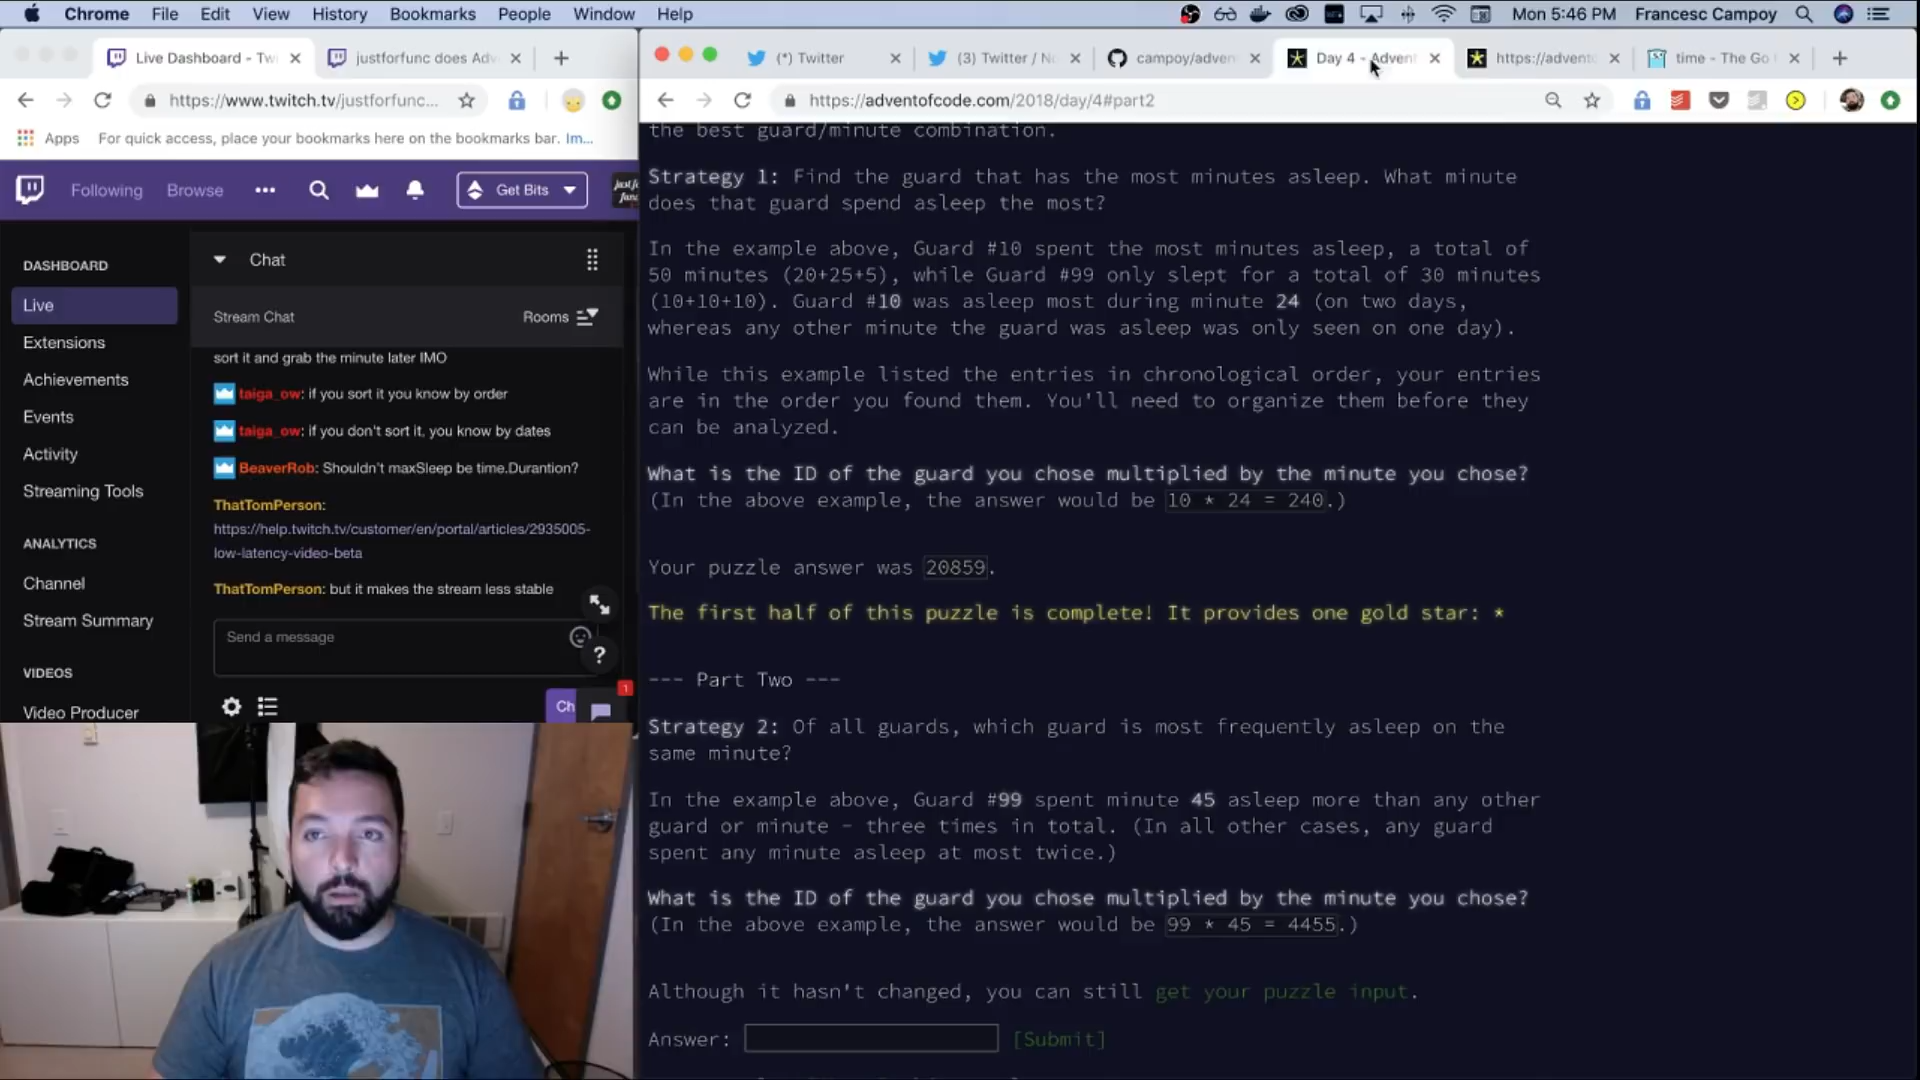 Chrome File Edit View History Bookmarks People Window Help
Mon 5:46 PM Francesc Campoy
Live Dashboard - Twi
justforfunc does Adv
https://www.twitch.tv/justforfunc...
Apps For quick access, place your bookmarks here on the bookmarks bar. Im...
Following Browse ••• Get Bits
DASHBOARD
Live
Extensions
Achievements
Events
Activity
Streaming Tools
ANALYTICS
Channel
Stream Summary
VIDEOS
Video Producer
Chat
Stream Chat Rooms
sort it and grab the minute later IMO
taiga_ow: if you sort it you know by order
taiga_ow: if you don't sort it, you know by dates
BeaverRob: Shouldn't maxSleep be time.Durantion?
ThatTomPerson:
https://help.twitch.tv/customer/en/portal/articles/2935005-
low-latency-video-beta
ThatTomPerson: but it makes the stream less stable
Send a message
?
Ch
1
(*) Twitter
(3) Twitter / No
campoy/adven
Day 4 - Advent
https://advento
time - The Go
https://adventofcode.com/2018/day/4#part2
the best guard/minute combination.
Strategy 1: Find the guard that has the most minutes asleep. What minute
does that guard spend asleep the most?
In the example above, Guard #10 spent the most minutes asleep, a total of
50 minutes (20+25+5), while Guard #99 only slept for a total of 30 minutes
(10+10+10). Guard #10 was asleep most during minute 24 (on two days,
whereas any other minute the guard was asleep was only seen on one day).
While this example listed the entries in chronological order, your entries
are in the order you found them. You'll need to organize them before they
can be analyzed.
What is the ID of the guard you chose multiplied by the minute you chose?
(In the above example, the answer would be 10 * 24 = 240.)
Your puzzle answer was 20859.
The first half of this puzzle is complete! It provides one gold star: *
--- Part Two ---
Strategy 2: Of all guards, which guard is most frequently asleep on the
same minute?
In the example above, Guard #99 spent minute 45 asleep more than any other
guard or minute - three times in total. (In all other cases, any guard
spent any minute asleep at most twice.)
What is the ID of the guard you chose multiplied by the minute you chose?
(In the above example, the answer would be 99 * 45 = 4455.)
Although it hasn't changed, you can still get your puzzle input.
Answer: [Submit]